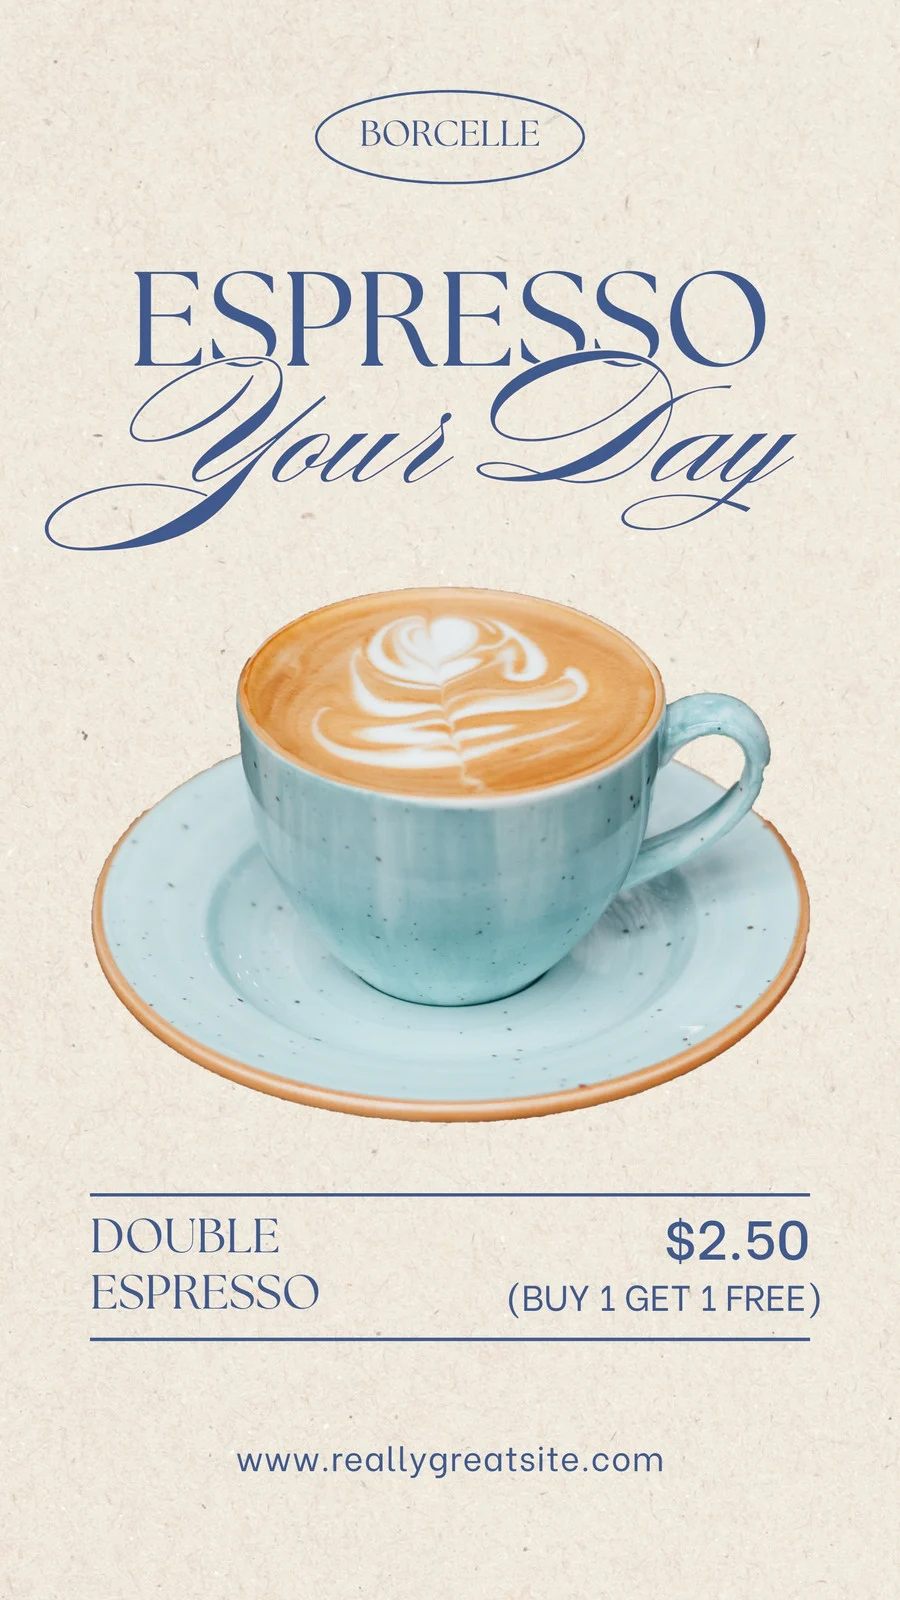 BORCELLE
ESPRESSO
Your Day
DOUBLE
ESPRESSO
$2.50
(BUY 1 GET 1 FREE)
www.reallygreatsite.com